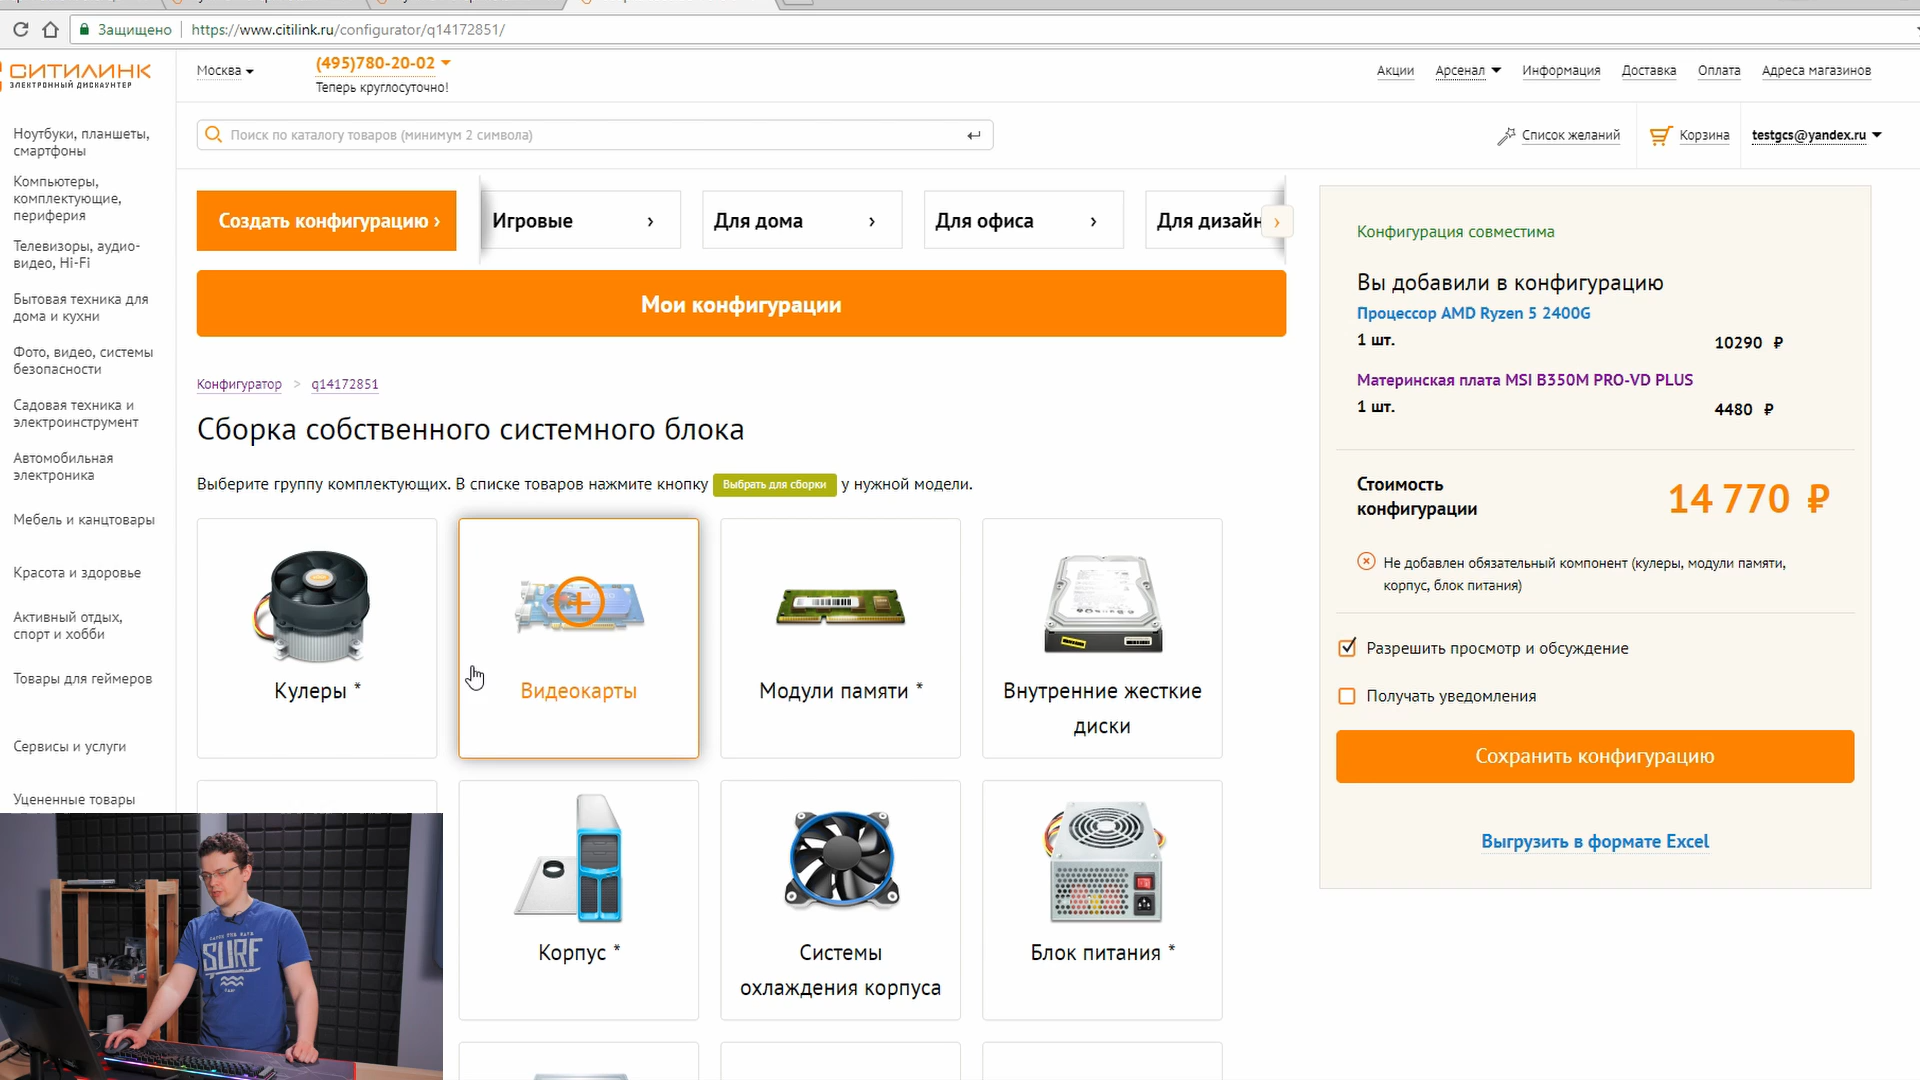 Защищено
https://www.citilink.ru/configurator/q14172851/
СИТИЛИНК
ЭЛЕКТРОННЫЙ ДИСКАУНТЕР
Москва
(495)780-20-02
Теперь круглосуточно!
Акции
Арсенал
Информация
Доставка
Оплата
Адреса магазинов
Поиск по каталогу товаров (минимум 2 символа)
Список желаний
Корзина
testgcs@yandex.ru
Ноутбуки, планшеты,
смартфоны
Компьютеры,
комплектующие,
периферия
Телевизоры, аудио-
видео, Hi-Fi
Бытовая техника для
дома и кухни
Фото, видео, системы
безопасности
Садовая техника и
электроинструмент
Автомобильная
электроника
Мебель и канцтовары
Красота и здоровье
Активный отдых,
спорт и хобби
Товары для геймеров
Сервисы и услуги
Уцененные товары
Создать конфигурацию ›
Игровые ›
Для дома ›
Для офиса ›
Для дизайн
Мои конфигурации
Конфигуратор > q14172851
Сборка собственного системного блока
Выберите группу комплектующих. В списке товаров нажмите кнопку Выбрать для сборки у нужной модели.
Кулеры *
Видеокарты
Модули памяти *
Внутренние жесткие
диски
Корпус *
Системы
охлаждения корпуса
Блок питания *
Конфигурация совместима
Вы добавили в конфигурацию
Процессор AMD Ryzen 5 2400G
1 шт.
10290 ₽
Материнская плата MSI B350M PRO-VD PLUS
1 шт.
4480 ₽
Стоимость
конфигурации
14 770 ₽
Не добавлен обязательный компонент (кулеры, модули памяти,
корпус, блок питания)
Разрешить просмотр и обсуждение
Получать уведомления
Сохранить конфигурацию
Выгрузить в формате Excel
SURF